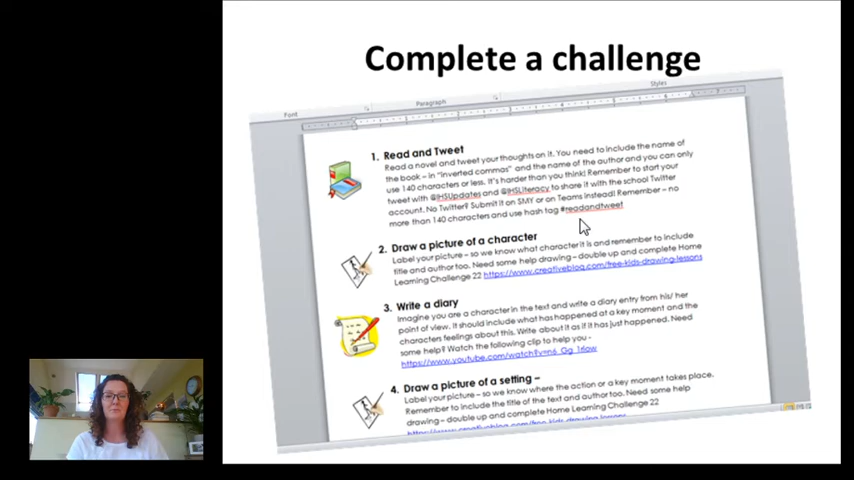 Complete a challenge
Font
Paragraph
Styles
1. Read and Tweet
Read a novel and tweet your thoughts on it. You need to include the name of
the book – in "inverted commas" and the name of the author and you can only
use 140 characters or less. It's harder than you think! Remember to start your
tweet with @IHSUpdates and @IHSLiteracy to share it with the school Twitter
account. No Twitter? Submit it on SMY or on Teams instead! Remember – no
more than 140 characters and use hash tag #readandtweet
2. Draw a picture of a character
Label your picture – so we know what character it is and remember to include
title and author too. Need some help drawing – double up and complete Home
Learning Challenge 22 https://www.creativebloq.com/free-kids-drawing-lessons
3. Write a diary
Imagine you are a character in the text and write a diary entry from his/ her
point of view. It should include what has happened at a key moment and the
characters feelings about this. Write about it as if it has just happened. Need
some help? Watch the following clip to help you -
4. Draw a picture of a setting –
Label your picture – so we know where the action or a key moment takes place.
Remember to include the title of the text and author too. Need some help
drawing – double up and complete Home Learning Challenge 22